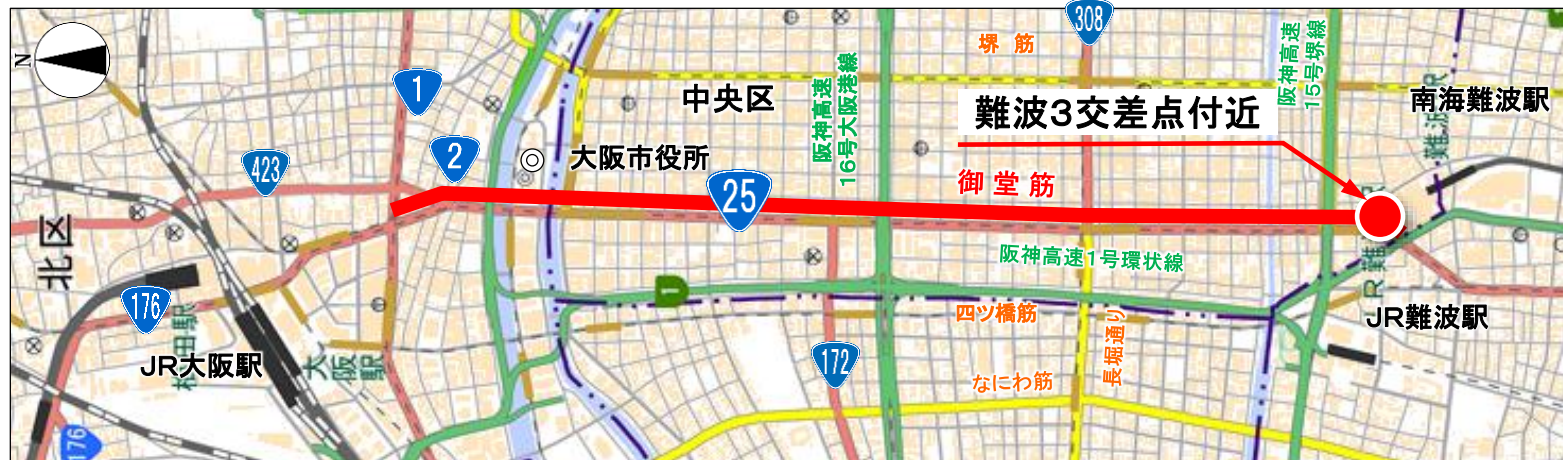 N
北区
423
1
2
176
176
JR大阪駅
大阪駅
大阪市役所
中央区
25
阪神高速
16号大阪港線
堺筋
308
阪神高速
15号堺線
難波3交差点付近
御堂筋
南海難波駅
難波駅
阪神高速1号環状線
1
四ツ橋筋
172
なにわ筋
長堀通り
JR難波駅